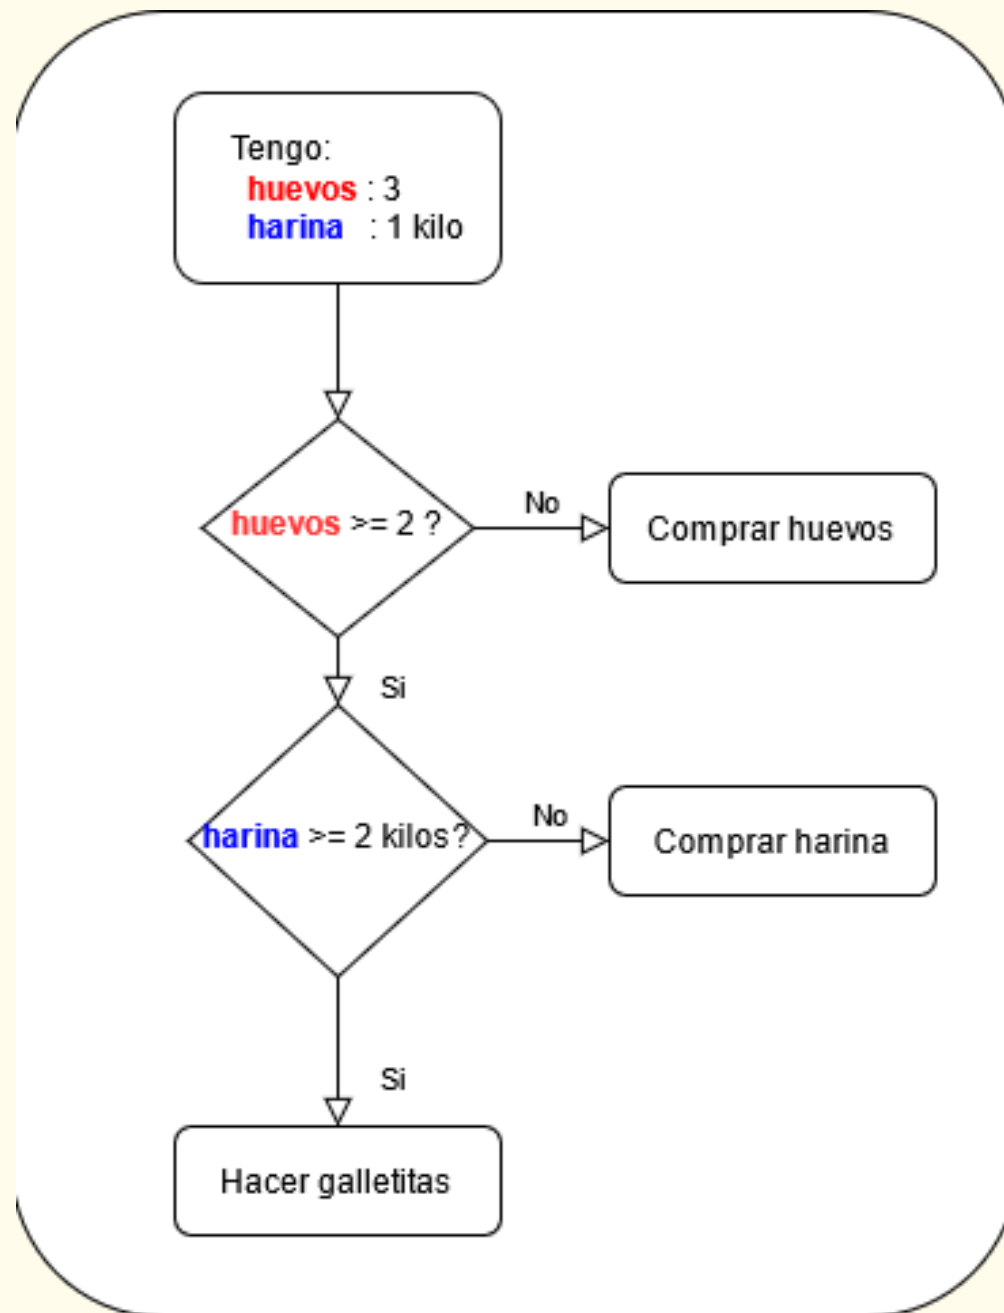 Tengo:
huevos : 3
harina : 1 kilo
huevos >= 2 ?
No
Comprar huevos
Si
harina >= 2 kilos?
No
Comprar harina
Si
Hacer galletitas